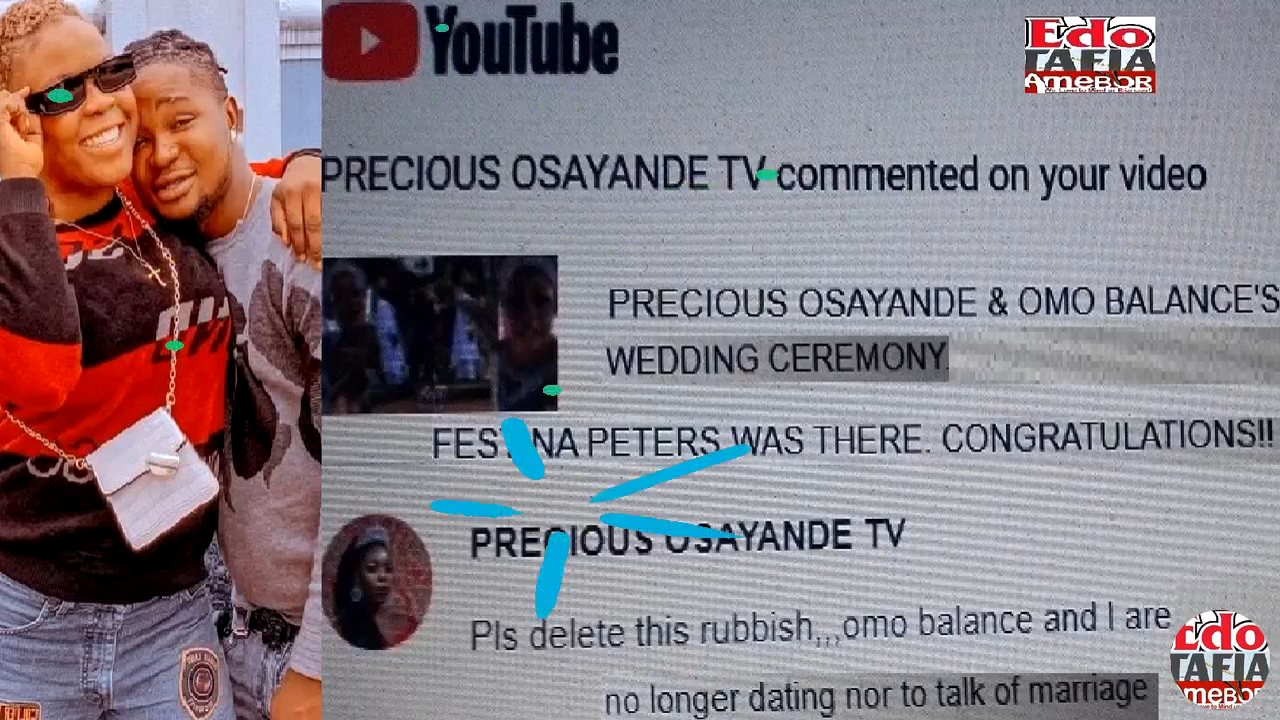 YouTube
Edo
TAFIA
AMEBOR
PRECIOUS OSAYANDE TV commented on your video
PRECIOUS OSAYANDE & OMO BALANCE'S
WEDDING CEREMONY.
FESTINA PETERS WAS THERE. CONGRATULATIONS!!
PRECIOUS OSAYANDE TV
Pls delete this rubbish,,,omo balance and I are
no longer dating nor to talk of marriage
Edo
TAFIA
AMEBOR